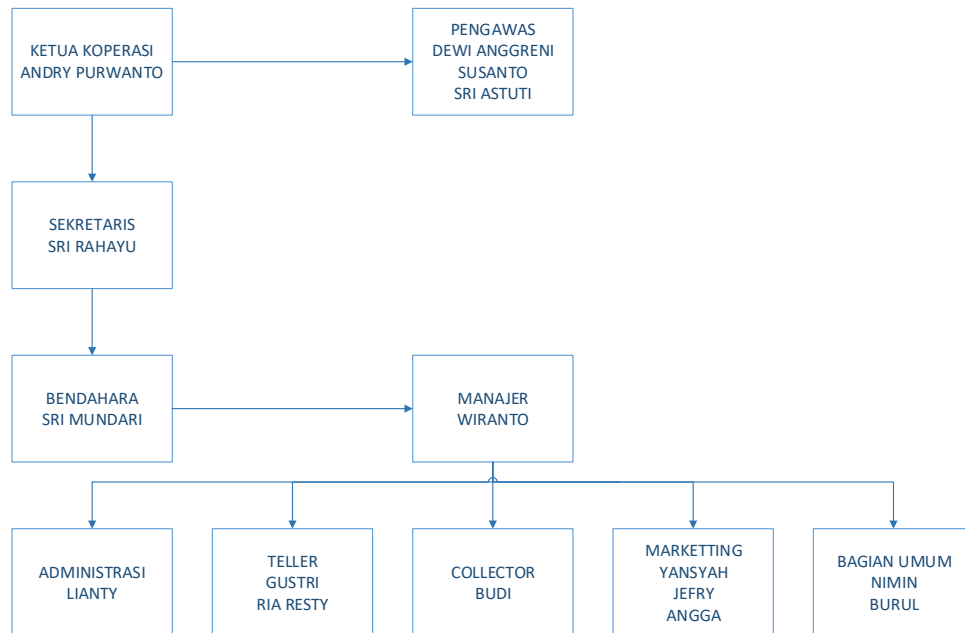 KETUA KOPERASI
ANDRY PURWANTO
PENGAWAS
DEWI ANGGRENI
SUSANTO
SRI ASTUTI
SEKRETARIS
SRI RAHAYU
BENDAHARA
SRI MUNDARI
MANAJER
WIRANTO
ADMINISTRASI
LIANTY
TELLER
GUSTRI
RIA RESTY
COLLECTOR
BUDI
MARKETTING
YANSYAH
JEFRY
ANGGA
BAGIAN UMUM
NIMIN
BURUL